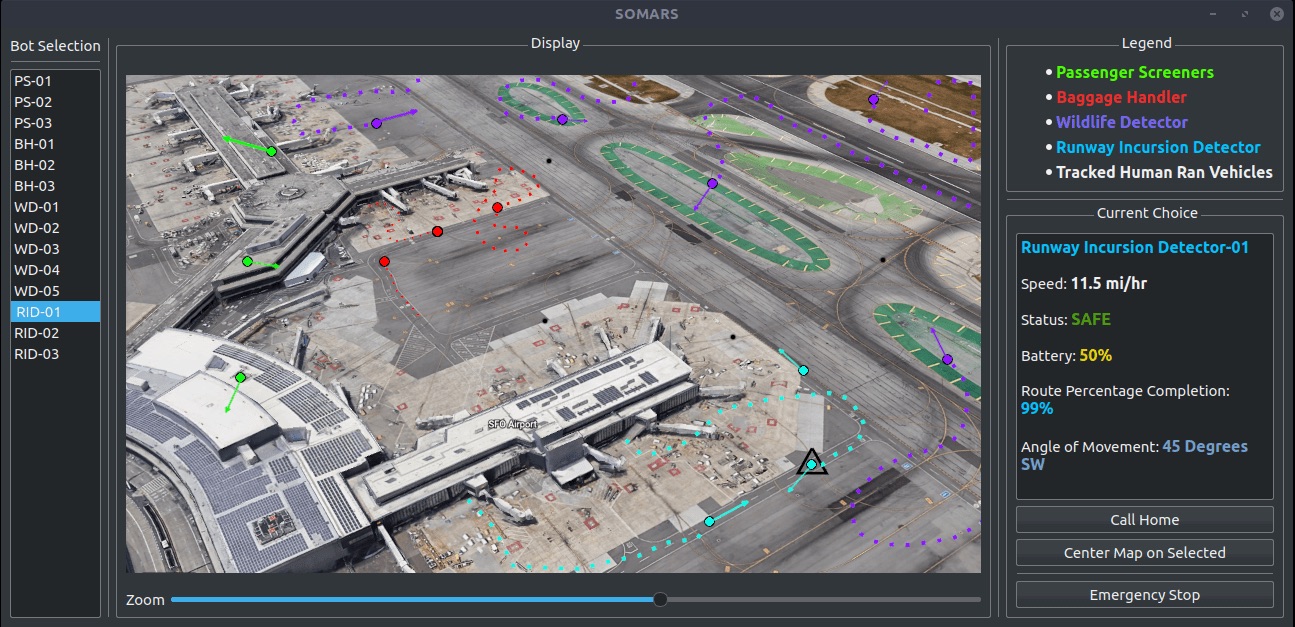 SOMARS
Bot Selection
PS-01
PS-02
PS-03
BH-01
BH-02
BH-03
WD-01
WD-02
WD-03
WD-04
WD-05
RID-01
RID-02
RID-03
Display
SFO Airport
Zoom
Legend
Passenger Screeners
Baggage Handler
Wildlife Detector
Runway Incursion Detector
Tracked Human Ran Vehicles
Current Choice
Runway Incursion Detector-01
Speed: 11.5 mi/hr
Status: SAFE
Battery: 50%
Route Percentage Completion:
99%
Angle of Movement: 45 Degrees
SW
Call Home
Center Map on Selected
Emergency Stop